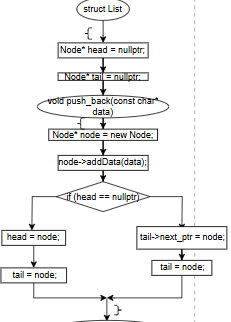 struct List
{
Node* head = nullptr;
Node* tail = nullptr;
void push_back(const char*
data)
{
Node* node = new Node;
node->addData(data);
if (head == nullptr)
head = node;
tail->next_ptr = node;
tail = node;
tail = node;
}